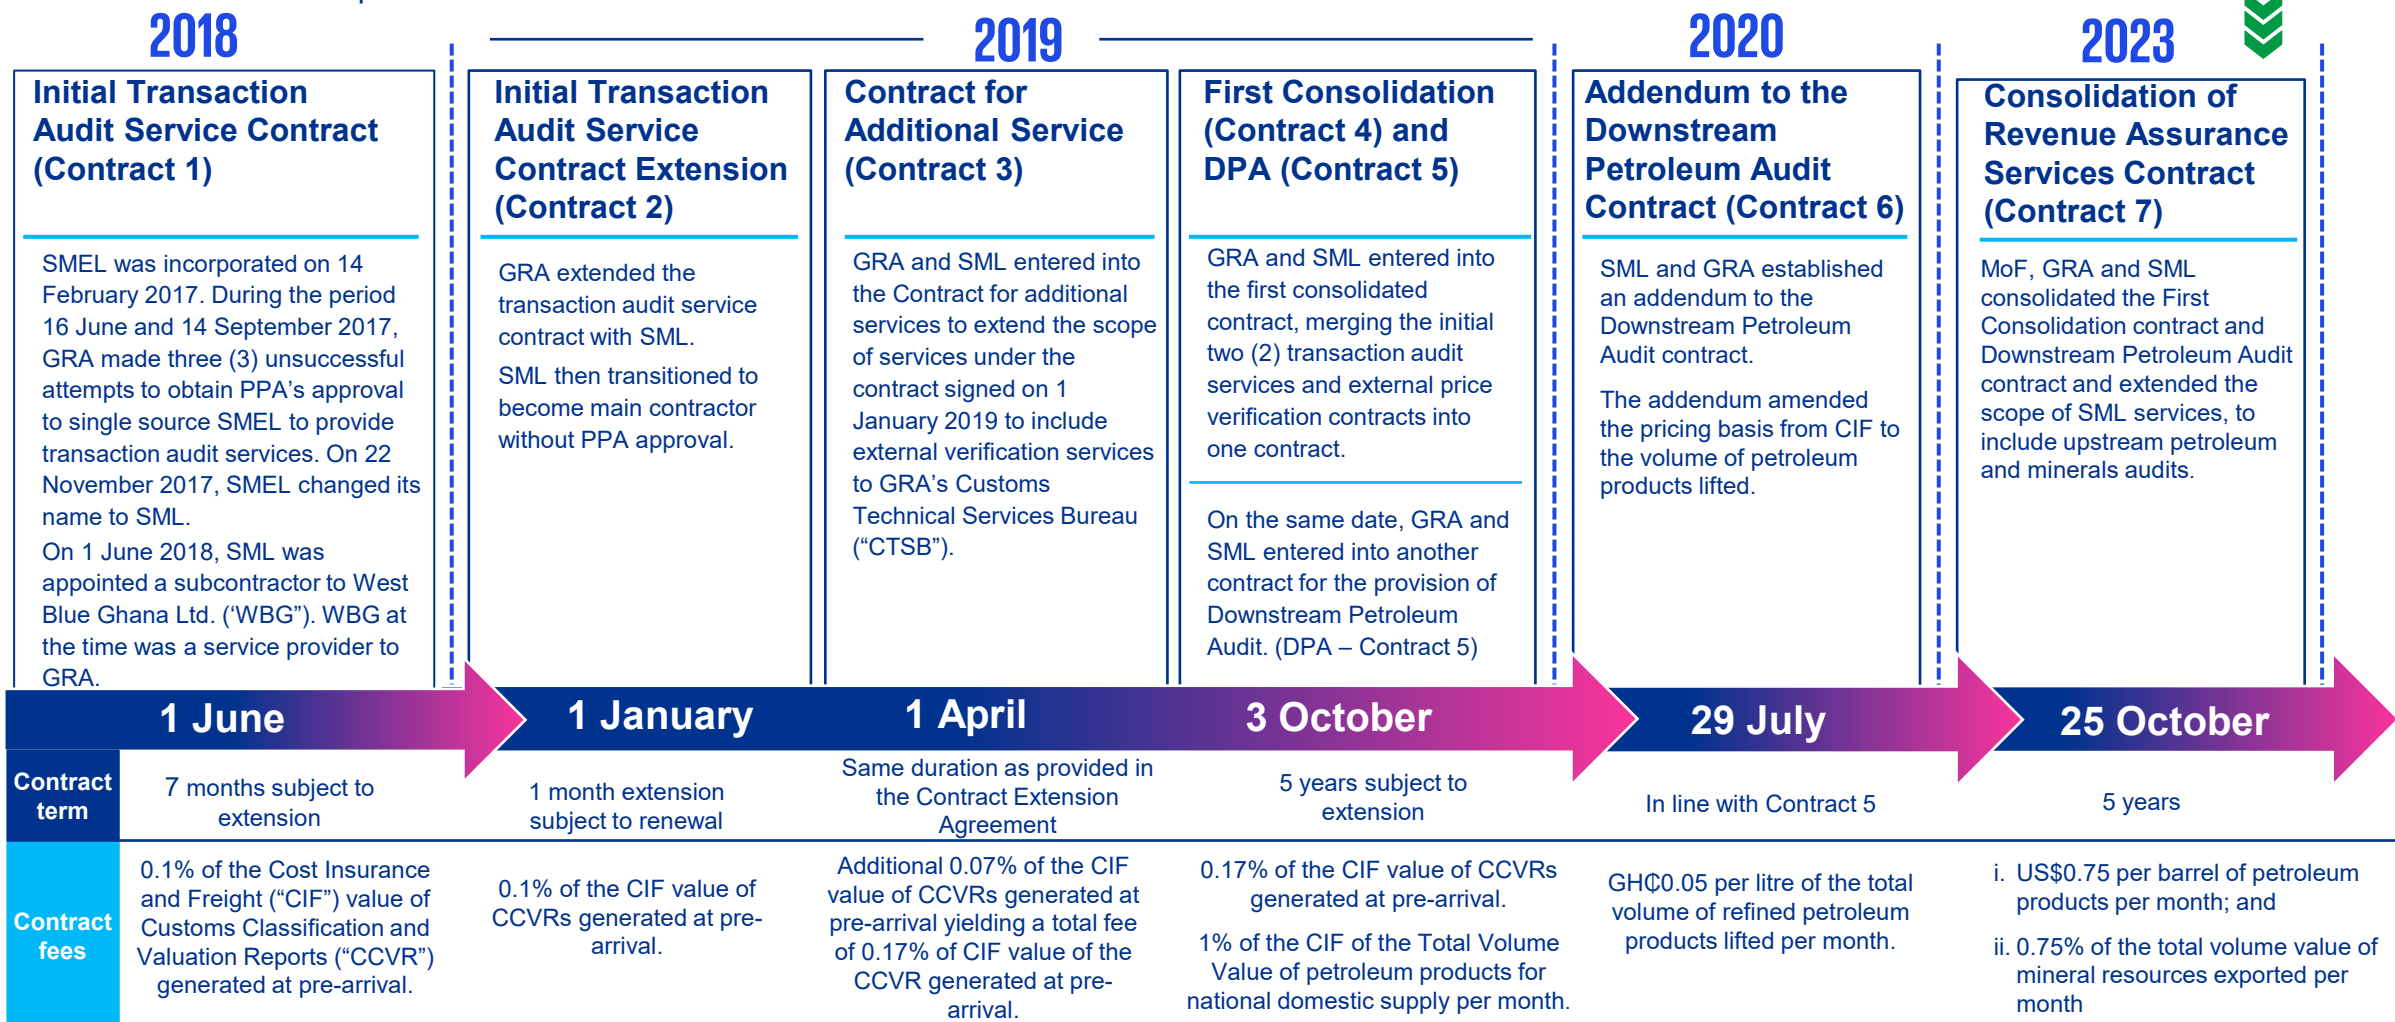 2018
Initial Transaction
Audit Service Contract
(Contract 1)
SMEL was incorporated on 14
February 2017. During the period
16 June and 14 September 2017,
GRA made three (3) unsuccessful
attempts to obtain PPA's approval
to single source SMEL to provide
transaction audit services. On 22
November 2017, SMEL changed its
name to SML.
On 1 June 2018, SML was
appointed a subcontractor to West
Blue Ghana Ltd. ('WBG"). WBG at
the time was a service provider to
GRA.
2019
Initial Transaction
Audit Service
Contract Extension
(Contract 2)
GRA extended the
transaction audit service
contract with SML.
SML then transitioned to
become main contractor
without PPA approval.
Contract for
Additional Service
(Contract 3)
GRA and SML entered into
the Contract for additional
services to extend the scope
of services under the
contract signed on 1
January 2019 to include
external verification services
to GRA's Customs
Technical Services Bureau
("CTSB").
First Consolidation
(Contract 4) and
DPA (Contract 5)
GRA and SML entered into
the first consolidated
contract, merging the initial
two (2) transaction audit
services and external price
verification contracts into
one contract.
On the same date, GRA and
SML entered into another
contract for the provision of
Downstream Petroleum
Audit. (DPA – Contract 5)
2020
Addendum to the
Downstream
Petroleum Audit
Contract (Contract 6)
SML and GRA established
an addendum to the
Downstream Petroleum
Audit contract.
The addendum amended
the pricing basis from CIF to
the volume of petroleum
products lifted.
2023
Consolidation of
Revenue Assurance
Services Contract
(Contract 7)
MoF, GRA and SML
consolidated the First
Consolidation contract and
Downstream Petroleum Audit
contract and extended the
scope of SML services, to
include upstream petroleum
and minerals audits.
1 June
1 January
1 April
3 October
29 July
25 October
Contract
term
7 months subject to
extension
1 month extension
subject to renewal
Same duration as provided in
the Contract Extension
Agreement
5 years subject to
extension
In line with Contract 5
5 years
Contract
fees
0.1% of the Cost Insurance
and Freight ("CIF") value of
Customs Classification and
Valuation Reports ("CCVR")
generated at pre-arrival.
0.1% of the CIF value of
CCVRs generated at pre-
arrival.
Additional 0.07% of the CIF
value of CCVRs generated at
pre-arrival yielding a total fee
of 0.17% of CIF value of the
CCVR generated at pre-
arrival.
0.17% of the CIF value of CCVRs
generated at pre-arrival.
1% of the CIF of the Total Volume
Value of petroleum products for
national domestic supply per month.
GH₵0.05 per litre of the total
volume of refined petroleum
products lifted per month.
i. US$0.75 per barrel of petroleum
products per month; and
ii. 0.75% of the total volume value of
mineral resources exported per
month